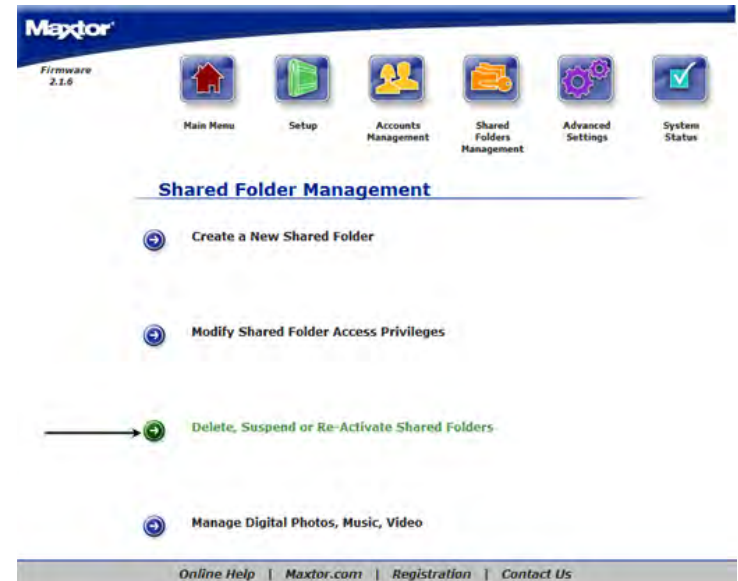 Maxtor
Firmware
2.1.6
Main Menu
Setup
Accounts
Management
Shared
Folders
Management
Advanced
Settings
System
Status
Shared Folder Management
Create a New Shared Folder
Modify Shared Folder Access Privileges
Delete, Suspend or Re-Activate Shared Folders
Manage Digital Photos, Music, Video
Online Help | Maxtor.com | Registration | Contact Us